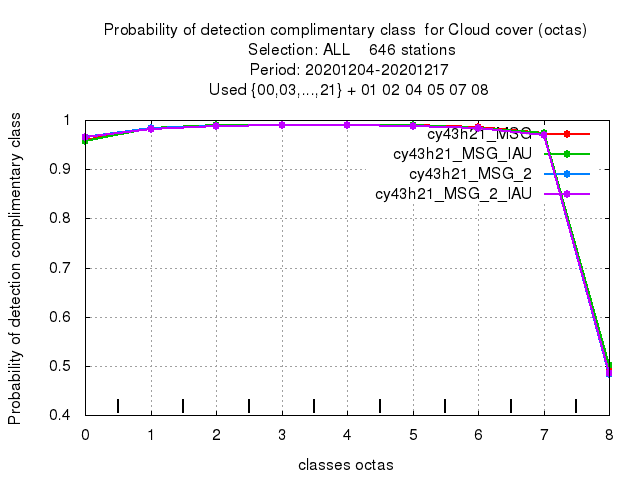 Probability of detection complimentary class  for Cloud cover (octas)
Selection: ALL    646 stations
Period: 20201204-20201217
Used {00,03,...,21} + 01 02 04 05 07 08
Probability of detection complimentary class
1
0.9
0.8
0.7
0.6
0.5
0.4
cy43h21_MSG
cy43h21_MSG_IAU
cy43h21_MSG_2
cy43h21_MSG_2_IAU
0 1 2 3 4 5 6 7 8
classes octas